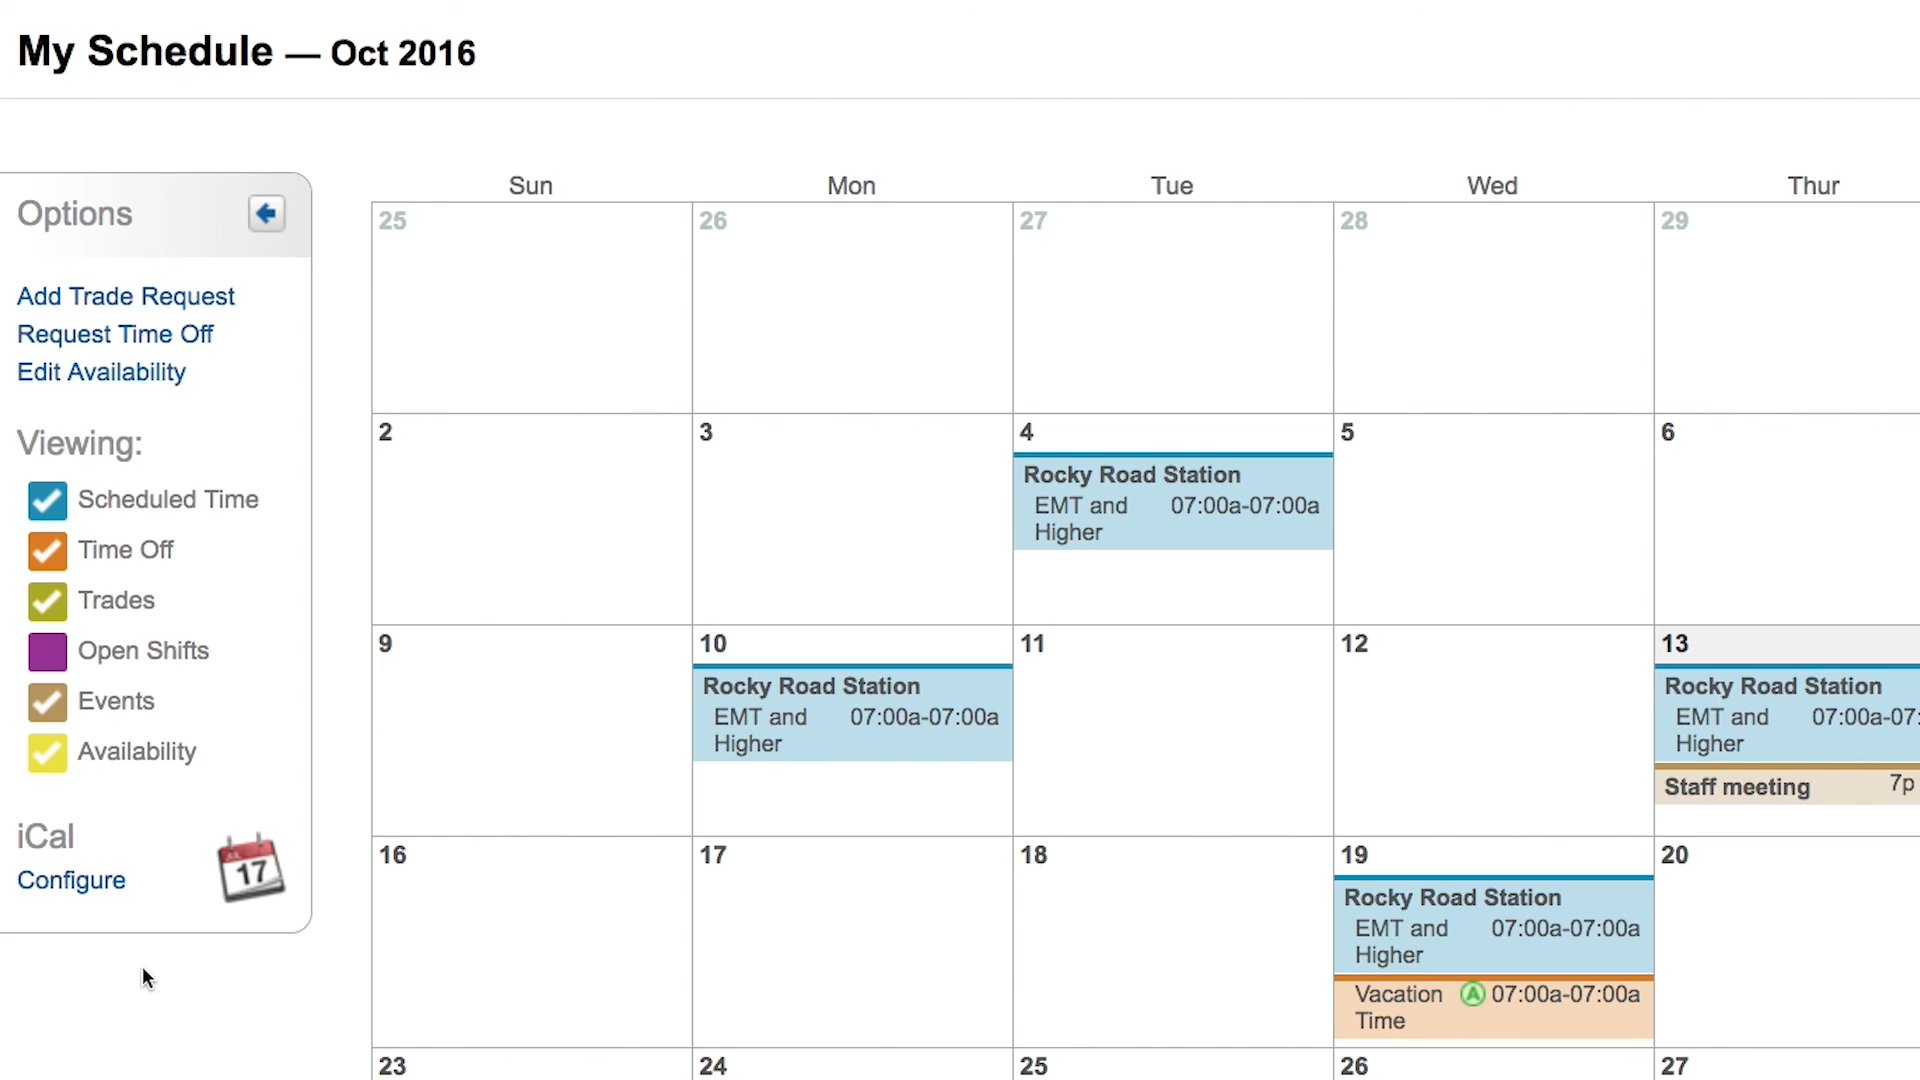 My Schedule — Oct 2016
Options
Add Trade Request
Request Time Off
Edit Availability
Viewing:
Scheduled Time
Time Off
Trades
Open Shifts
Events
Availability
iCal
Configure
JUL
17
Sun Mon Tue Wed Thur
25 26 27 28 29
2 3 4 5 6
Rocky Road Station
EMT and 07:00a-07:00a
Higher
9 10 11 12 13
Rocky Road Station Rocky Road Station
EMT and 07:00a-07:00a EMT and 07:00a-07:
Higher Higher
Staff meeting 7p
16 17 18 19 20
Rocky Road Station
EMT and 07:00a-07:00a
Higher
Vacation A 07:00a-07:00a
Time
23 24 25 26 27